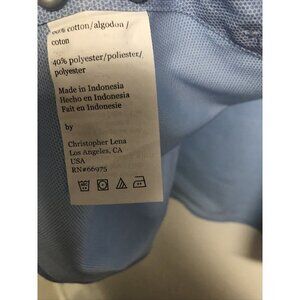 60% cotton/algodon/
coton
40% polyester/poliester/
polyester
Made in Indonesia
Hecho en Indonesia
Fait en Indonesie
by
Christopher Lena
Los Angeles, CA
USA
RN#66975